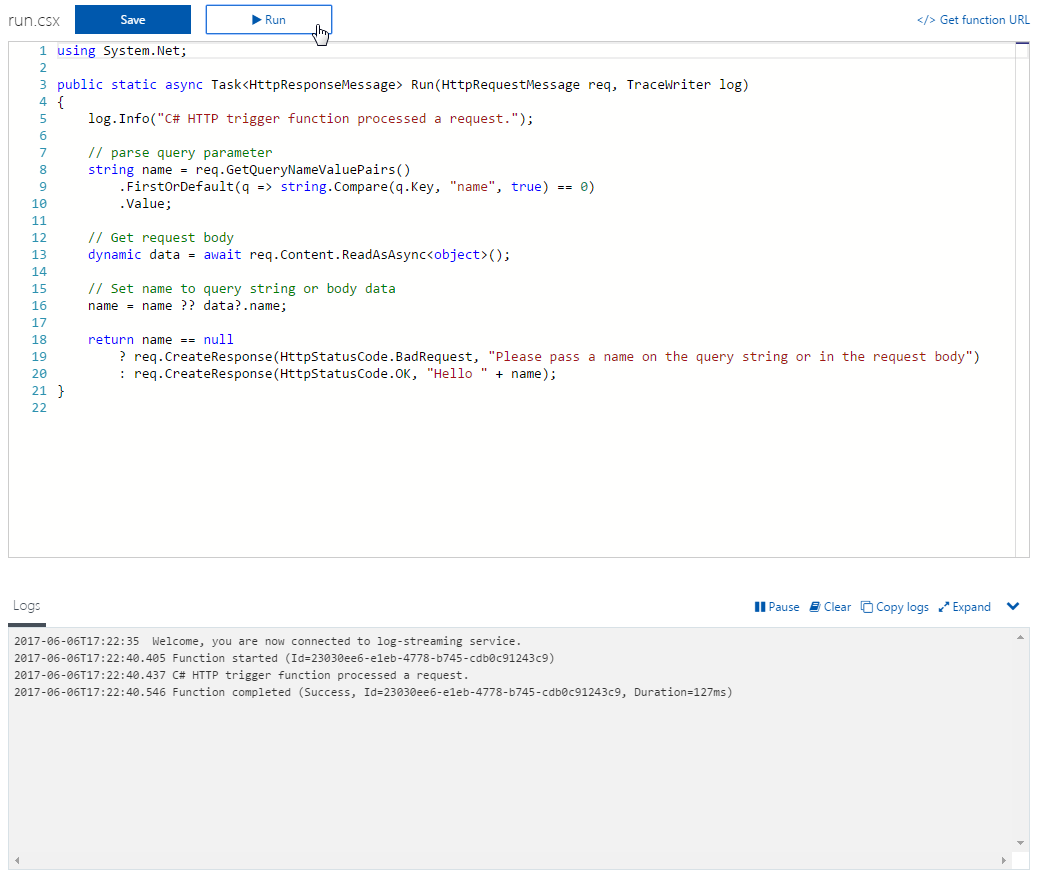 run.csx Save Run </> Get function URL
1 using System.Net;
2
3 public static async Task<HttpResponseMessage> Run(HttpRequestMessage req, TraceWriter log)
4 {
5     log.Info("C# HTTP trigger function processed a request.");
6
7     // parse query parameter
8     string name = req.GetQueryNameValuePairs()
9         .FirstOrDefault(q => string.Compare(q.Key, "name", true) == 0)
10         .Value;
11
12     // Get request body
13     dynamic data = await req.Content.ReadAsAsync<object>();
14
15     // Set name to query string or body data
16     name = name ?? data?.name;
17
18     return name == null
19         ? req.CreateResponse(HttpStatusCode.BadRequest, "Please pass a name on the query string or in the request body")
20         : req.CreateResponse(HttpStatusCode.OK, "Hello " + name);
21 }
22
Logs Pause Clear Copy logs Expand
2017-06-06T17:22:35  Welcome, you are now connected to log-streaming service.
2017-06-06T17:22:40.405 Function started (Id=23030ee6-e1eb-4778-b745-cdb0c91243c9)
2017-06-06T17:22:40.437 C# HTTP trigger function processed a request.
2017-06-06T17:22:40.546 Function completed (Success, Id=23030ee6-e1eb-4778-b745-cdb0c91243c9, Duration=127ms)